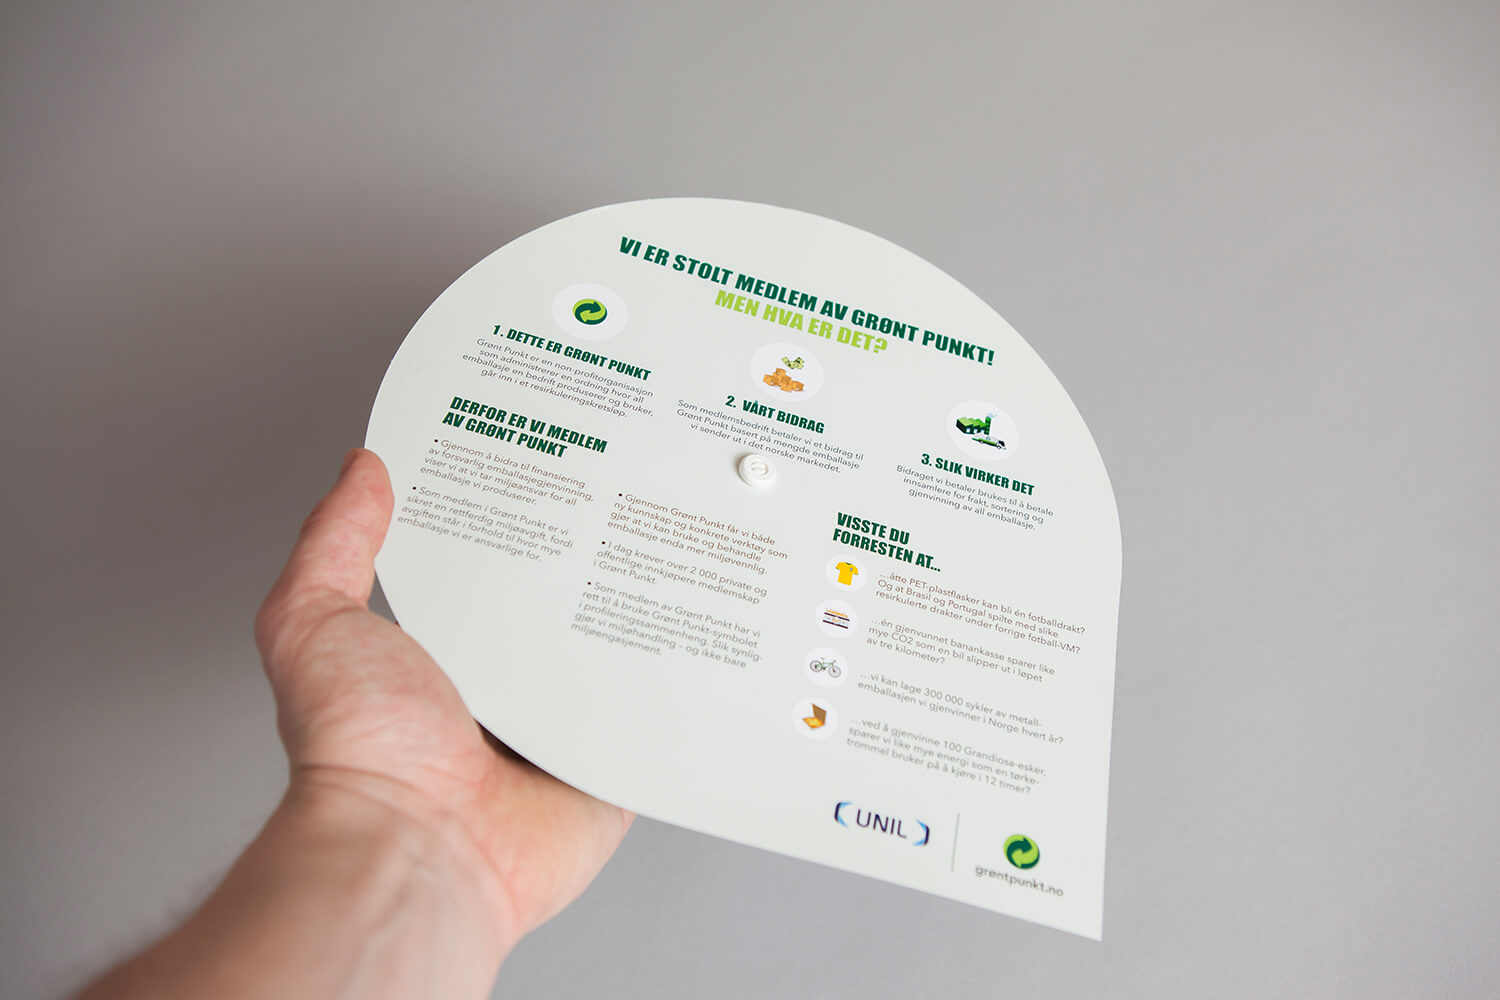 VI ER STOLT MEDLEM AV GRØNT PUNKT!
MEN HVA ER DET?
1. DETTE ER GRØNT PUNKT
Grønt Punkt er en non-profitorganisasjon
som administrerer en ordning hvor all
emballasje en bedrift produserer og bruker,
går inn i et resirkuleringskretsløp.
2. VÅRT BIDRAG
Som medlemsbedrift betaler vi et bidrag til
Grønt Punkt basert på mengde emballasje
vi sender ut i det norske markedet.
3. SLIK VIRKER DET
Bidraget vi betaler brukes til å betale
innsamlere for frakt, sortering og
gjenvinning av all emballasje.
DERFOR ER VI MEDLEM
AV GRØNT PUNKT
• Gjennom å bidra til finansiering
av forsvarlig emballasjegjenvinning,
viser vi at vi tar miljøansvar for all
emballasje vi produserer.
• Som medlem i Grønt Punkt er vi
sikret en rettferdig miljøavgift, fordi
avgiften står i forhold til hvor mye
emballasje vi er ansvarlige for.
• Gjennom Grønt Punkt får vi både
ny kunnskap og konkrete verktøy som
gjør at vi kan bruke og behandle
emballasje enda mer miljøvennlig.
• I dag krever over 2 000 private og
offentlige innkjøpere medlemskap
i Grønt Punkt.
• Som medlem av Grønt Punkt har vi
rett til å bruke Grønt Punkt-symbolet
i profileringssammenheng. Slik synlig-
gjør vi miljøhandling – og ikke bare
miljøengasjement.
VISSTE DU
FORRESTEN AT...
...åtte PET-plastflasker kan bli én fotballdrakt?
Og at Brasil og Portugal spilte med slike
resirkulerte drakter under forrige fotball-VM?
...én gjenvunnet banankasse sparer like
mye CO2 som en bil slipper ut i løpet
av tre kilometer?
...vi kan lage 300 000 sykler av metall-
emballasjen vi gjenvinner i Norge hvert år?
...ved å gjenvinne 100 Grandiosa-esker,
sparer vi like mye energi som en tørke-
trommel bruker på å kjøre i 12 timer?
UNIL
grøntpunkt.no